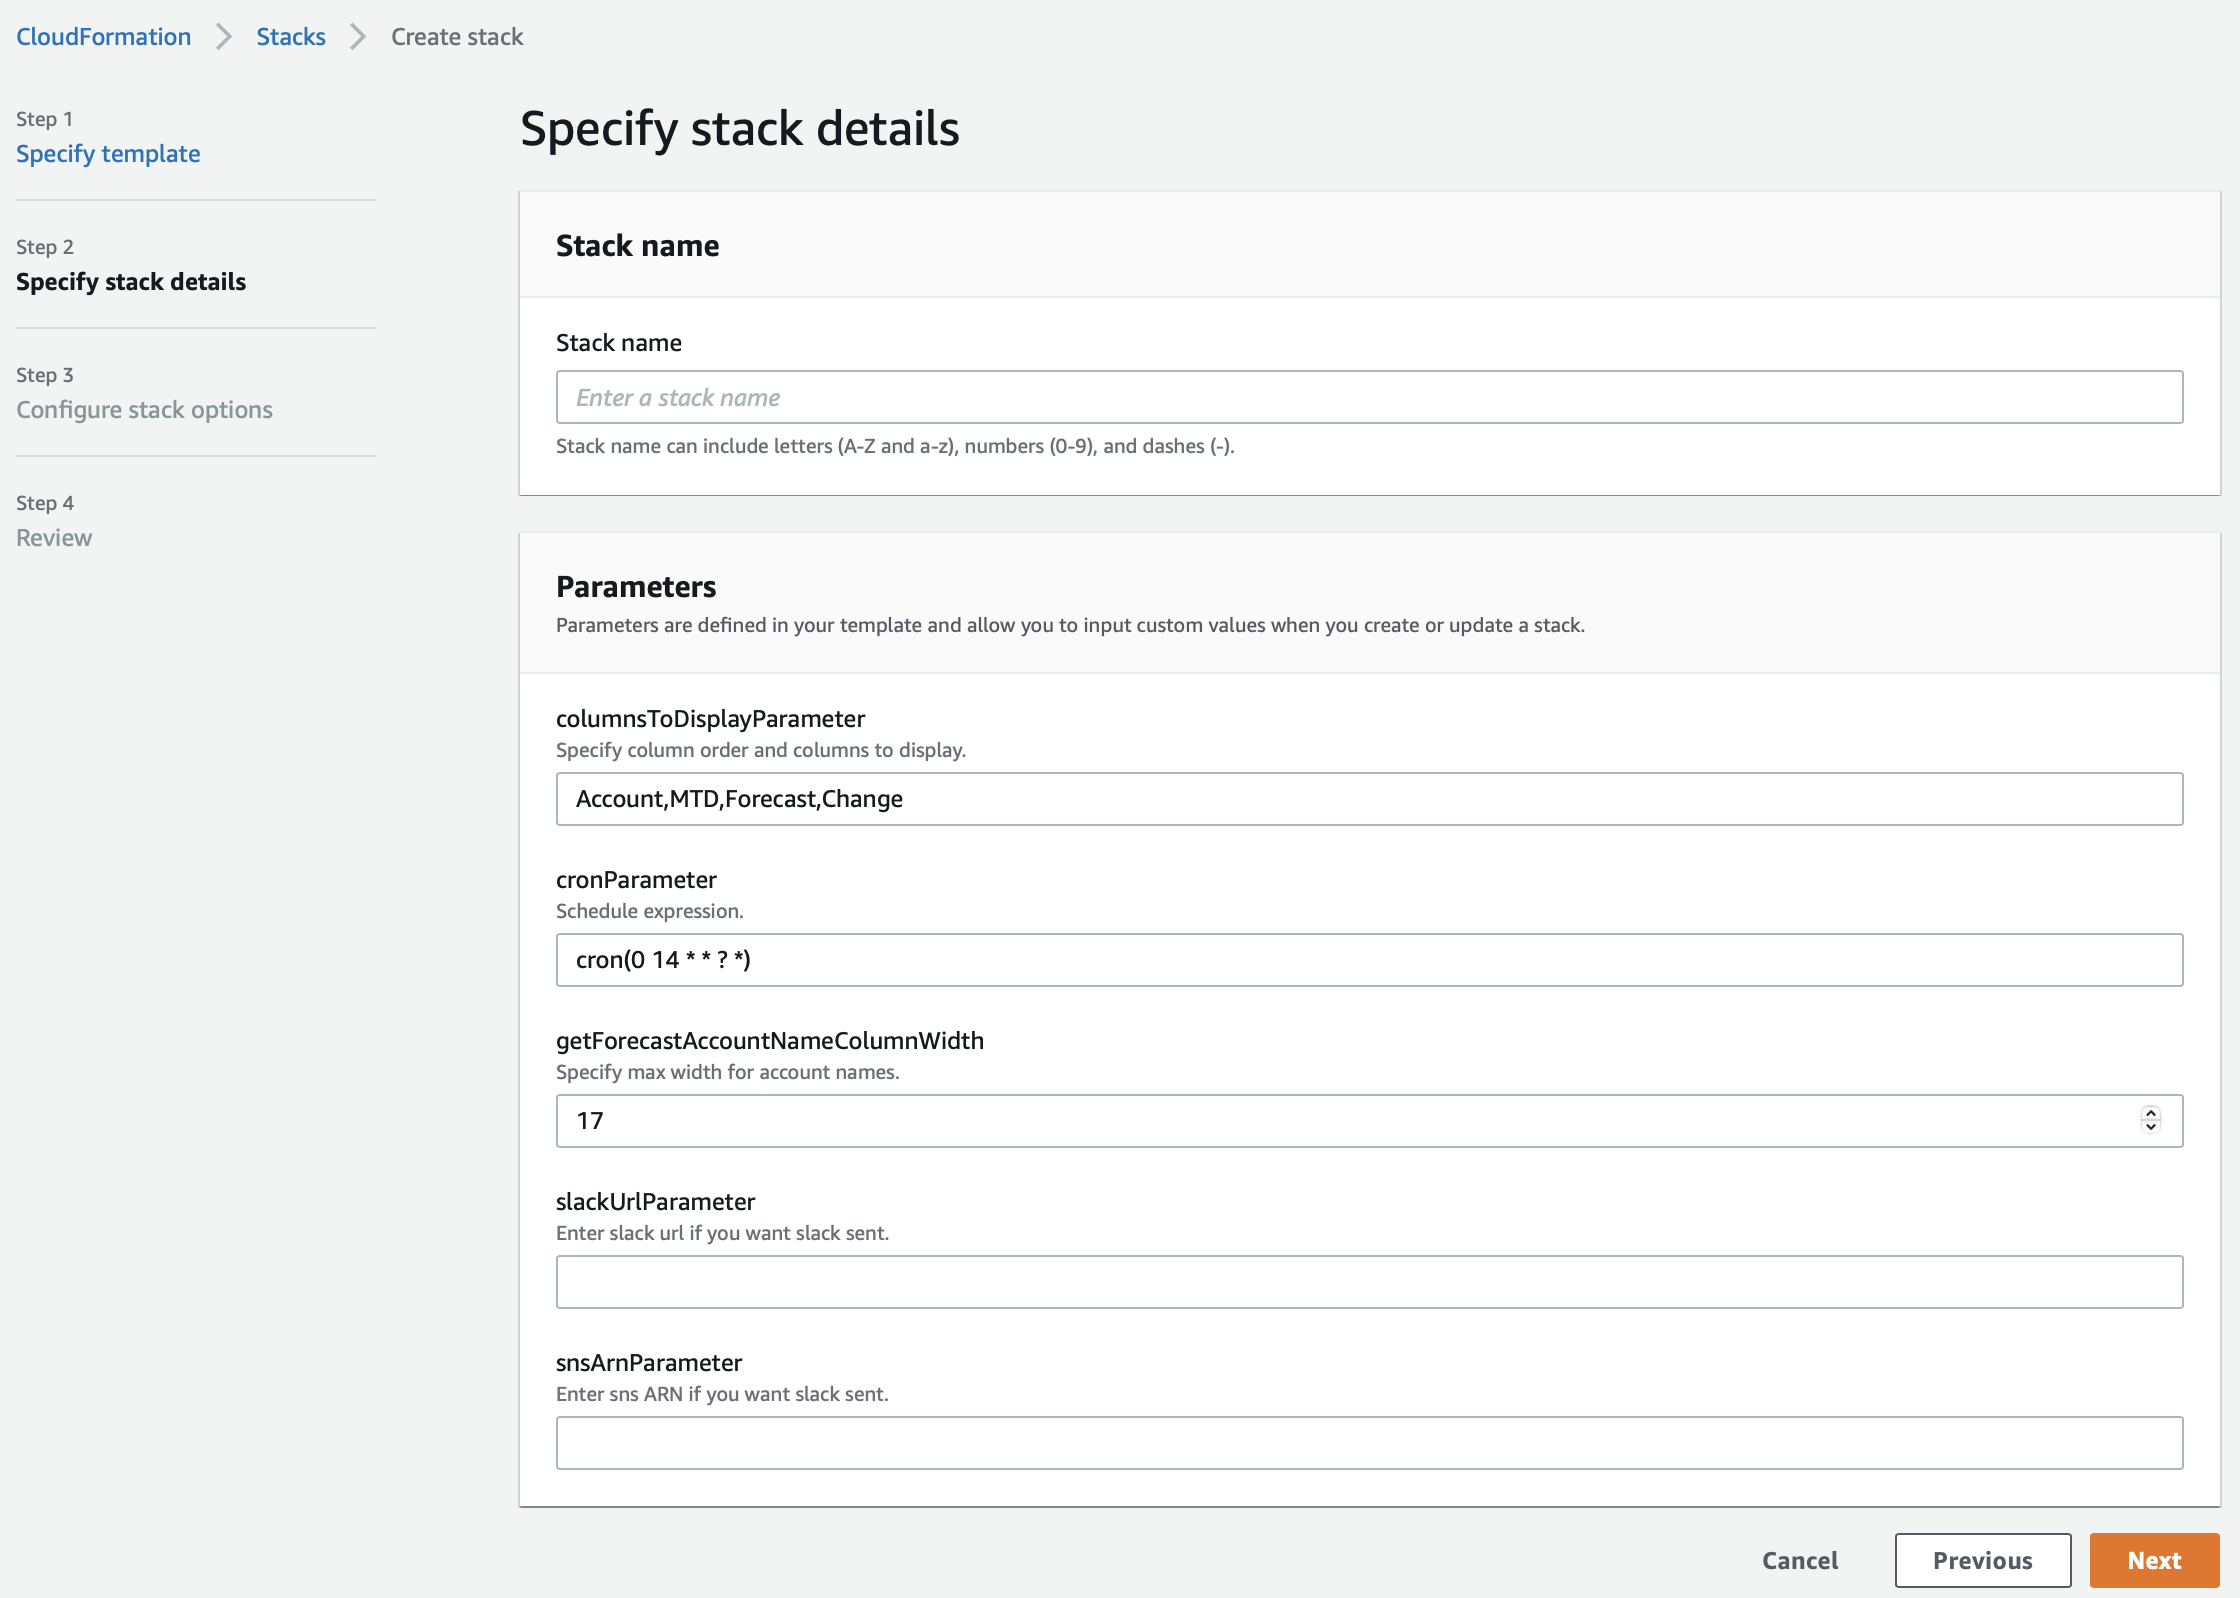 CloudFormation > Stacks > Create stack
Step 1
Specify template
Step 2
Specify stack details
Step 3
Configure stack options
Step 4
Review
Specify stack details
Stack name
Stack name
Enter a stack name
Stack name can include letters (A-Z and a-z), numbers (0-9), and dashes (-).
Parameters
Parameters are defined in your template and allow you to input custom values when you create or update a stack.
columnsToDisplayParameter
Specify column order and columns to display.
Account,MTD,Forecast,Change
cronParameter
Schedule expression.
cron(0 14 * * ? *)
getForecastAccountNameColumnWidth
Specify max width for account names.
17
slackUrlParameter
Enter slack url if you want slack sent.
snsArnParameter
Enter sns ARN if you want slack sent.
Cancel Previous Next